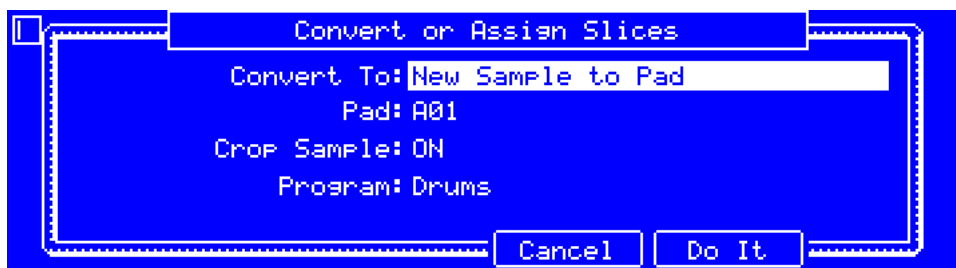 Convert or Assign Slices
Convert To: New Sample to Pad
Pad: A01
Crop Sample: ON
Program: Drums
Cancel Do It